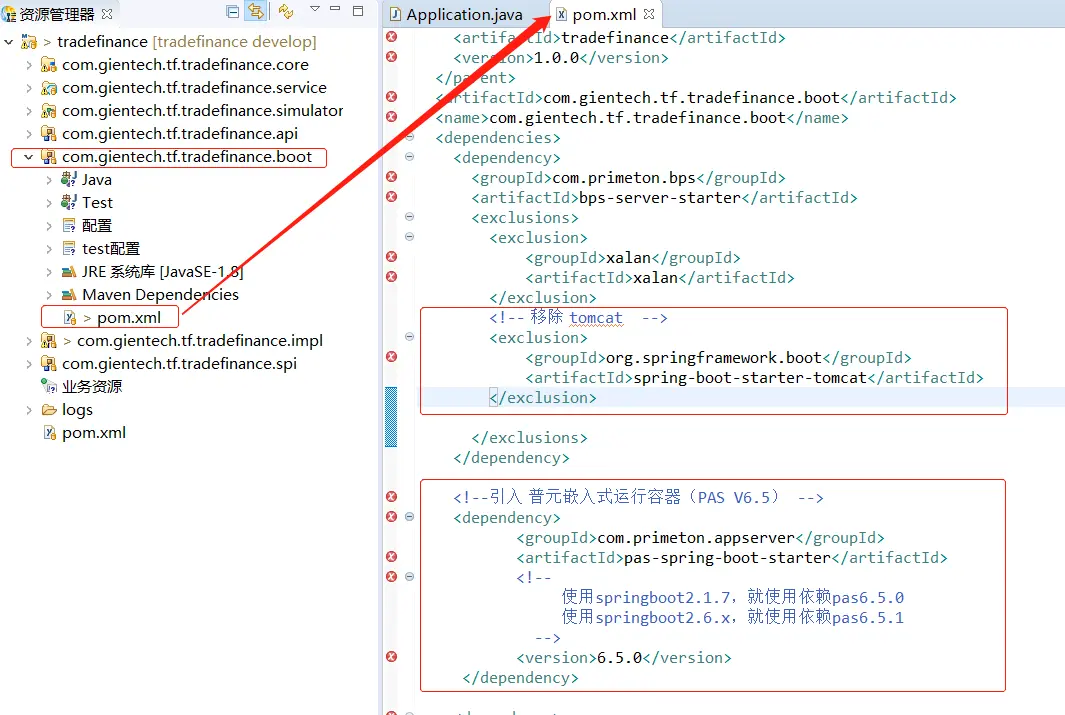 资源管理器
Application.java
pom.xml
> tradefinance [tradefinance develop]
com.gientech.tf.tradefinance.core
com.gientech.tf.tradefinance.service
com.gientech.tf.tradefinance.simulator
com.gientech.tf.tradefinance.api
com.gientech.tf.tradefinance.boot
Java
Test
配置
test配置
JRE 系统库 [JavaSE-1.8]
Maven Dependencies
> pom.xml
> com.gientech.tf.tradefinance.impl
com.gientech.tf.tradefinance.spi
业务资源
logs
pom.xml
<artifactId>tradefinance</artifactId>
<version>1.0.0</version>
</parent>
<artifactId>com.gientech.tf.tradefinance.boot</artifactId>
<name>com.gientech.tf.tradefinance.boot</name>
<dependencies>
<dependency>
<groupId>com.primeton.bps</groupId>
<artifactId>bps-server-starter</artifactId>
<exclusions>
<exclusion>
<groupId>xalan</groupId>
<artifactId>xalan</artifactId>
</exclusion>
<!-- 移除 tomcat -->
<exclusion>
<groupId>org.springframework.boot</groupId>
<artifactId>spring-boot-starter-tomcat</artifactId>
</exclusion>
</exclusions>
</dependency>
<!--引入 普元嵌入式运行容器（PAS V6.5） -->
<dependency>
<groupId>com.primeton.appserver</groupId>
<artifactId>pas-spring-boot-starter</artifactId>
<!--
使用springboot2.1.7，就使用依赖pas6.5.0
使用springboot2.6.x，就使用依赖pas6.5.1
-->
<version>6.5.0</version>
</dependency>